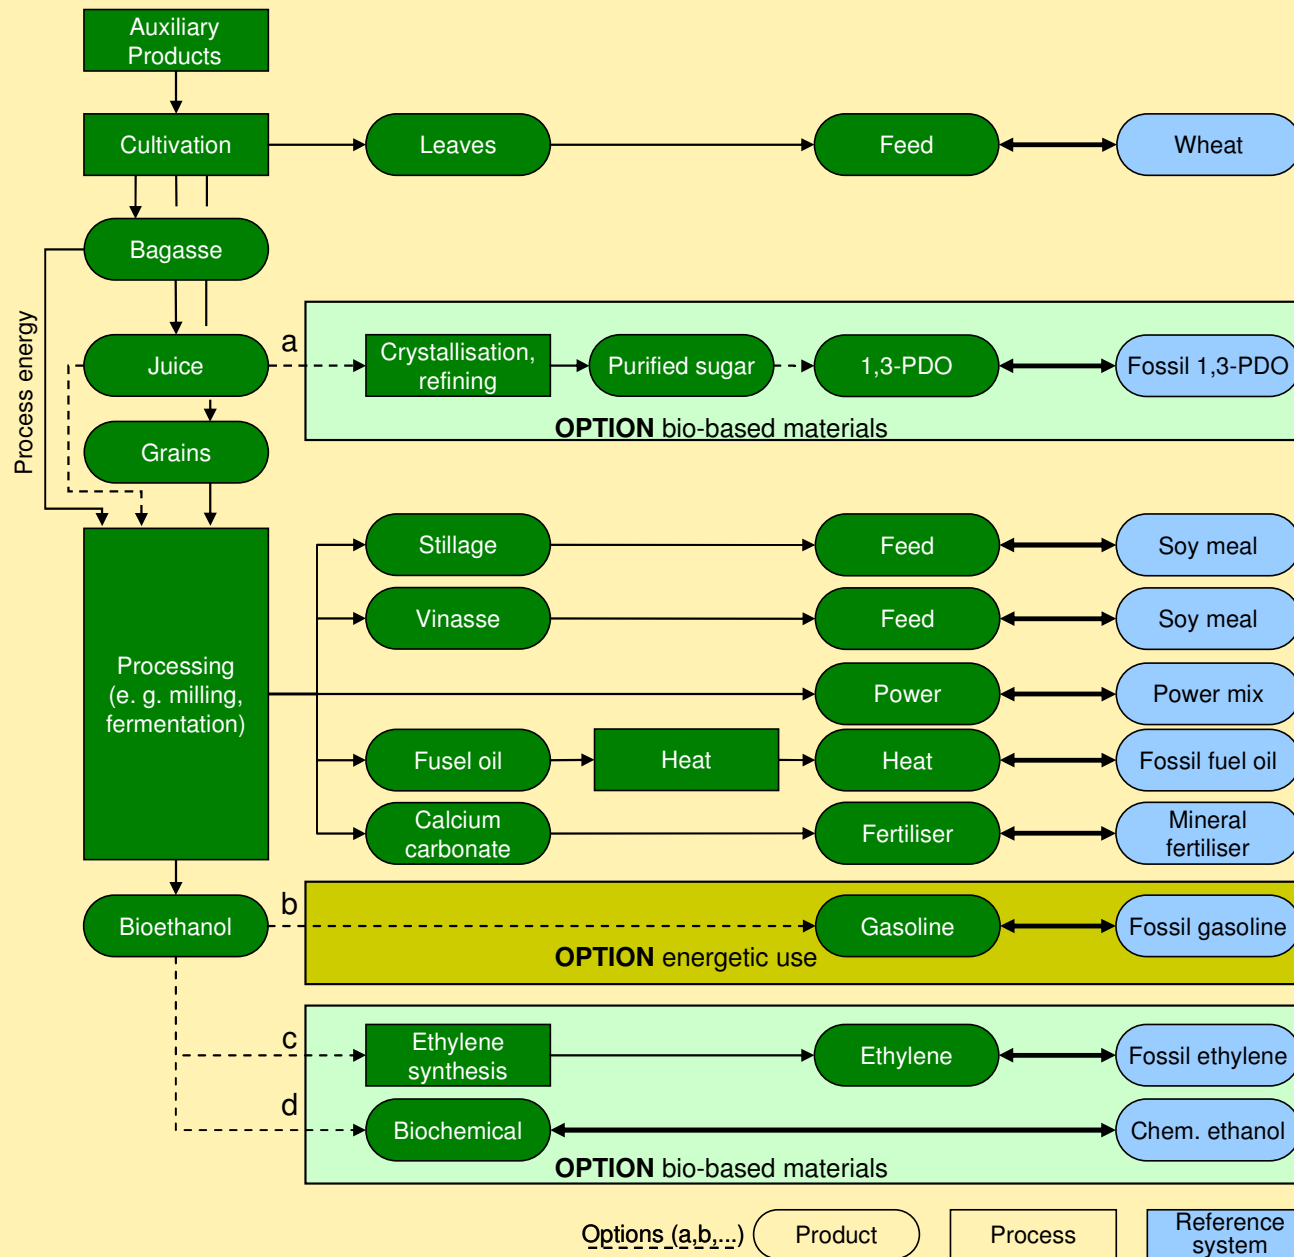 Auxiliary
Products
Cultivation
Leaves
Feed
Wheat
Bagasse
Process energy
Juice
a
Crystallisation,
refining
Purified sugar
1,3-PDO
Fossil 1,3-PDO
OPTION bio-based materials
Grains
Stillage
Feed
Soy meal
Vinasse
Feed
Soy meal
Processing
(e. g. milling,
fermentation)
Power
Power mix
Fusel oil
Heat
Heat
Fossil fuel oil
Calcium
carbonate
Fertiliser
Mineral
fertiliser
Bioethanol
b
Gasoline
Fossil gasoline
OPTION energetic use
c
Ethylene
synthesis
Ethylene
Fossil ethylene
d
Biochemical
Chem. ethanol
OPTION bio-based materials
Options (a,b,...)
Product
Process
Reference
system